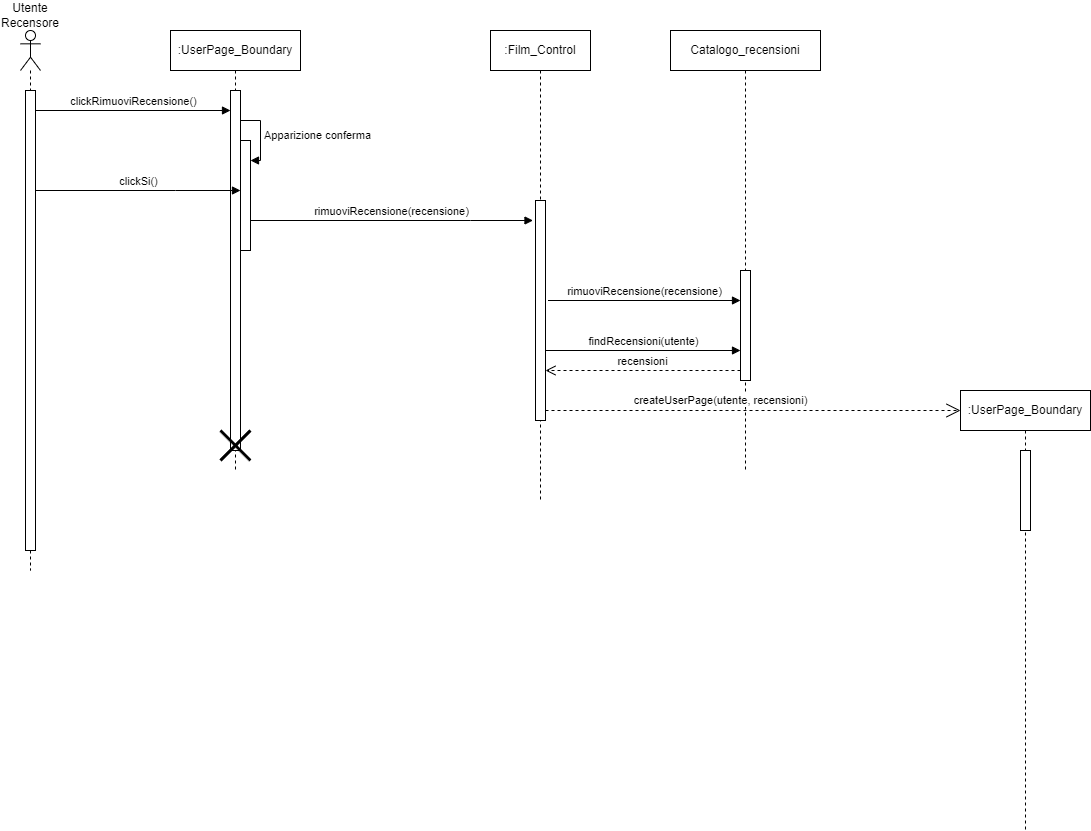 Utente
Recensore
:UserPage_Boundary
:Film_Control
Catalogo_recensioni
clickRimuoviRecensione()
Apparizione conferma
clickSi()
rimuoviRecensione(recensione)
rimuoviRecensione(recensione)
findRecensioni(utente)
recensioni
createUserPage(utente, recensioni)
:UserPage_Boundary